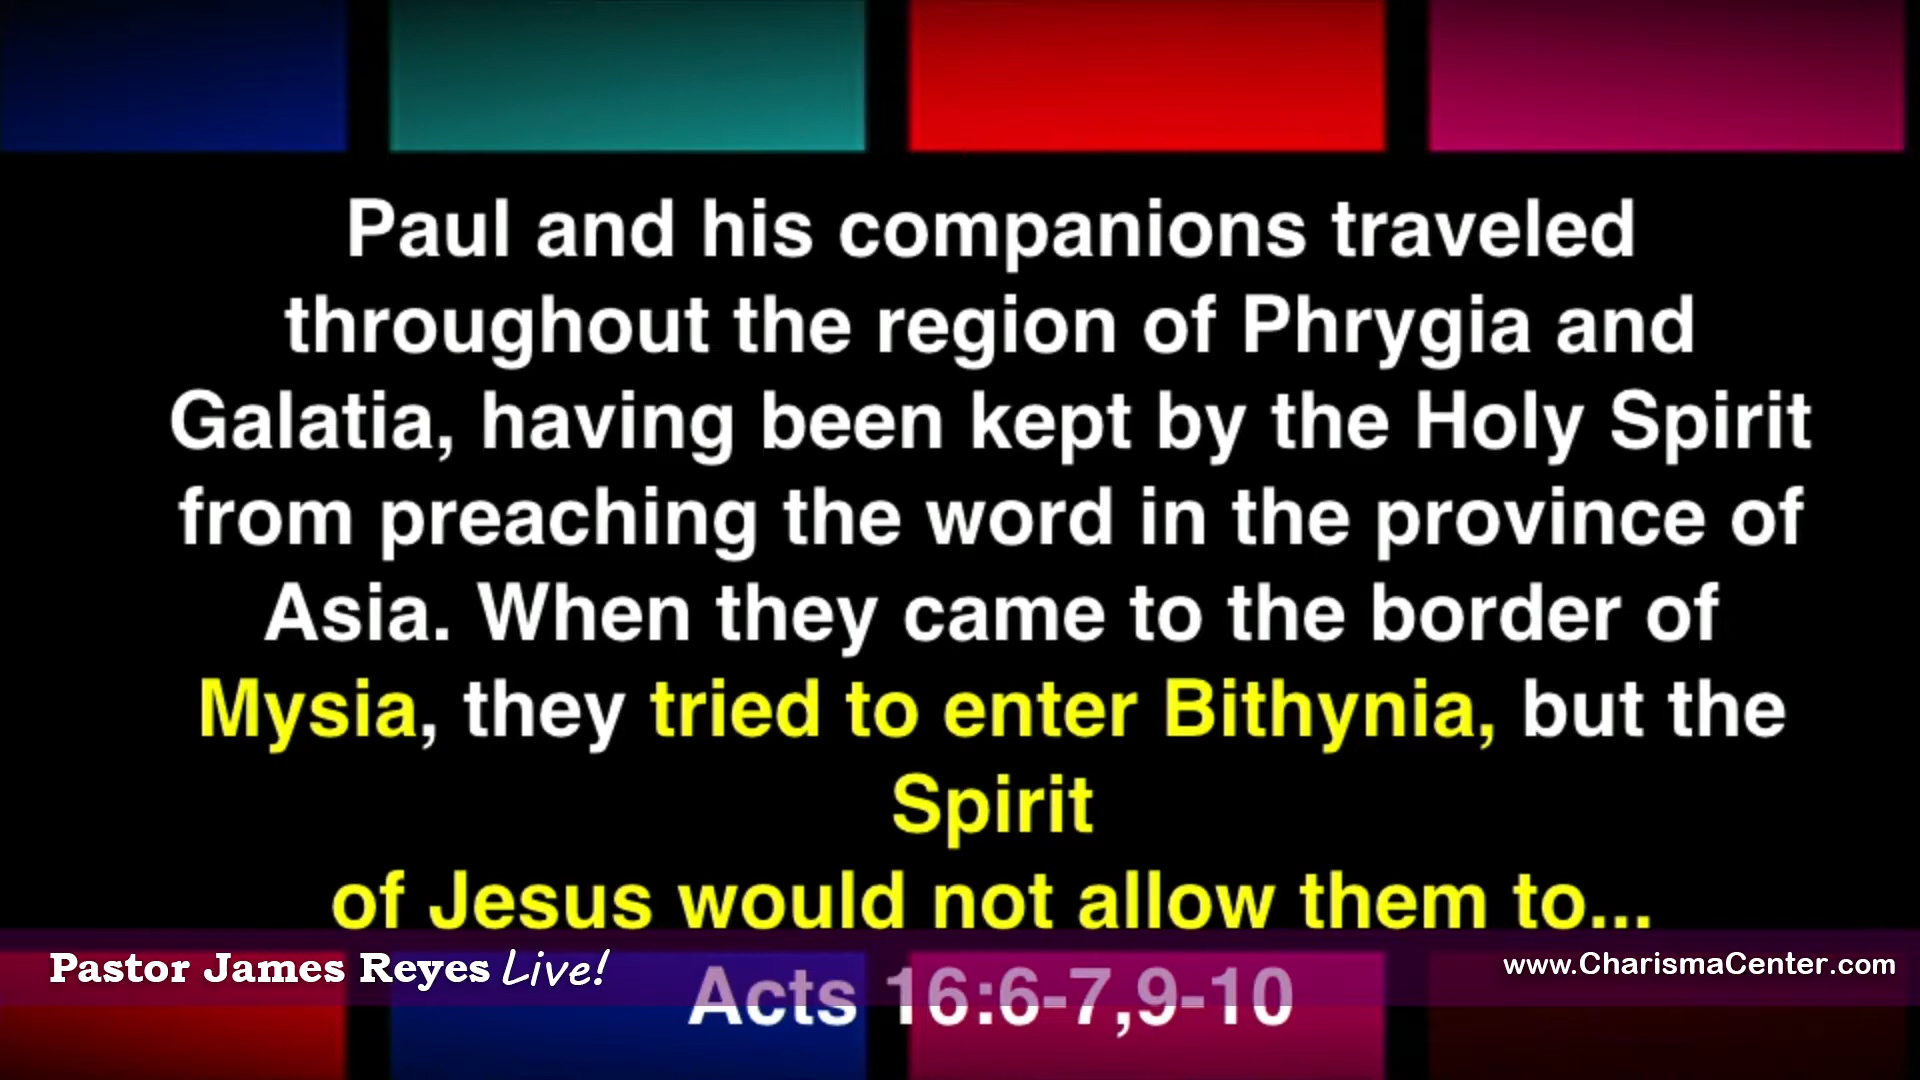 Paul and his companions traveled
throughout the region of Phrygia and
Galatia, having been kept by the Holy Spirit
from preaching the word in the province of
Asia. When they came to the border of
Mysia, they tried to enter Bithynia, but the
Spirit
of Jesus would not allow them to...
Pastor James Reyes Live!
www.CharismaCenter.com
Acts 16:6-7,9-10